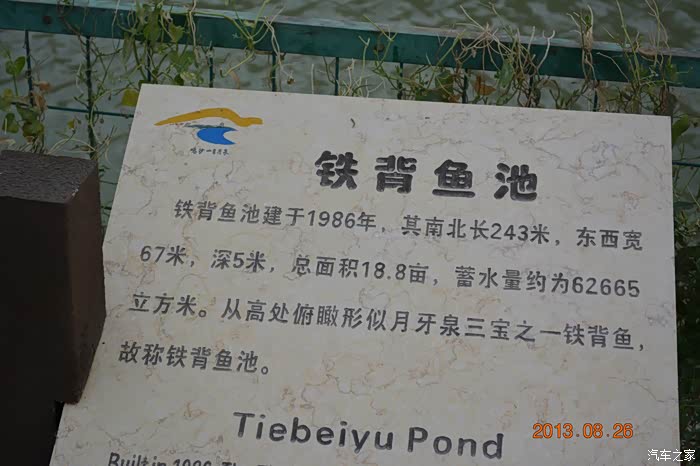 铁背鱼池
铁背鱼池建于1986年，其南北长243米，东西宽
67米，深5米，总面积18.8亩，蓄水量约为62665
立方米。从高处俯瞰形似月牙泉三宝之一铁背鱼，
故称铁背鱼池。
Tiebeiyu Pond
Built in 1986. The
2013.08.26
汽车之家